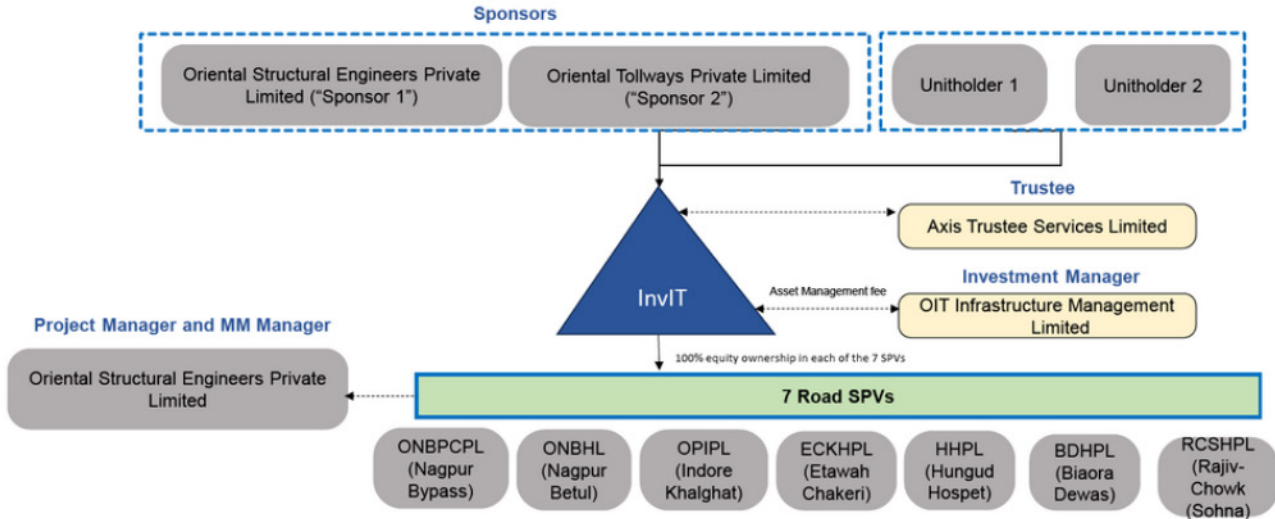 Sponsors
Oriental Structural Engineers Private
Limited (“Sponsor 1”)
Oriental Tollways Private Limited
(“Sponsor 2”)
Unitholder 1
Unitholder 2
Trustee
Axis Trustee Services Limited
InvIT
Asset Management fee
Investment Manager
OIT Infrastructure Management
Limited
Project Manager and MM Manager
Oriental Structural Engineers Private
Limited
100% equity ownership in each of the 7 SPVs
7 Road SPVs
ONBPCPL
(Nagpur
Bypass)
ONBHL
(Nagpur
Betul)
OPIPL
(Indore
Khalghat)
ECKHPL
(Etawah
Chakeri)
HHPL
(Hungud
Hospet)
BDHPL
(Biaora
Dewas)
RCSHPL
(Rajiv-
Chowk
(Sohna)